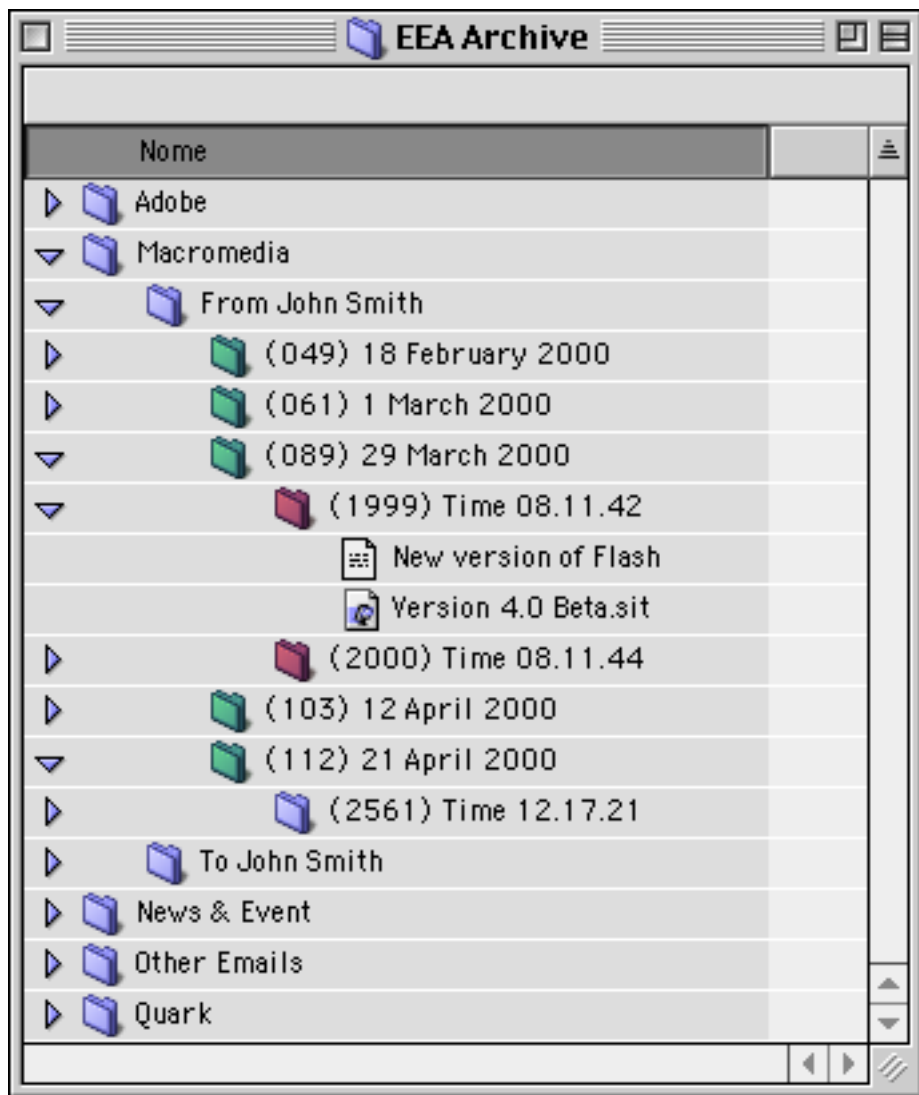 EEA Archive
Nome
Adobe
Macromedia
From John Smith
(049) 18 February 2000
(061) 1 March 2000
(089) 29 March 2000
(1999) Time 08.11.42
New version of Flash
Version 4.0 Beta.sit
(2000) Time 08.11.44
(103) 12 April 2000
(112) 21 April 2000
(2561) Time 12.17.21
To John Smith
News & Event
Other Emails
Quark